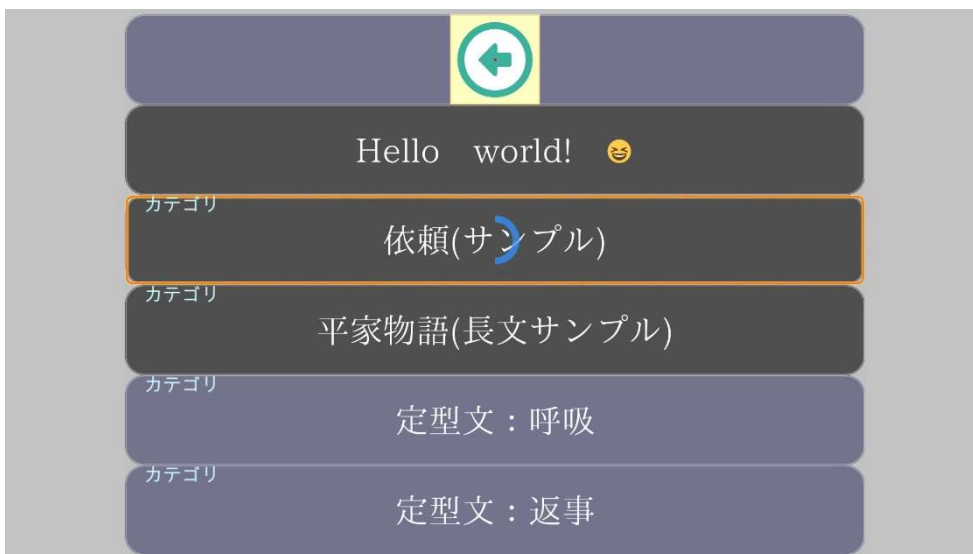 Hello　world!　😆
カテゴリ
依頼(サンプル)
カテゴリ
平家物語(長文サンプル)
カテゴリ
定型文：呼吸
カテゴリ
定型文：返事